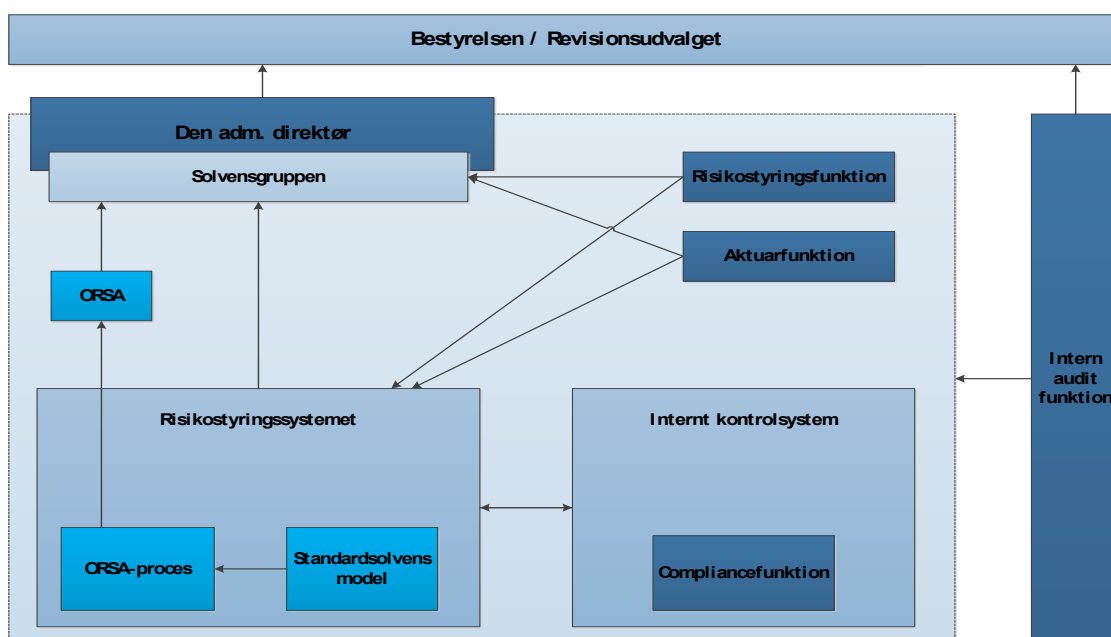 Bestyrelsen / Revisionsudvalget
Den adm. direktør
Solvensgruppen
Risikostyringsfunktion
Aktuarfunktion
ORSA
Intern
audit
funktion
Risikostyringssystemet
Internt kontrolsystem
ORSA-proces
Standardsolvens
model
Compliancefunktion